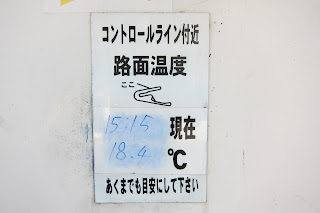 コントロールライン付近
路面温度
ここ
15:15 現在
18.4 ℃
あくまでも目安にして下さい